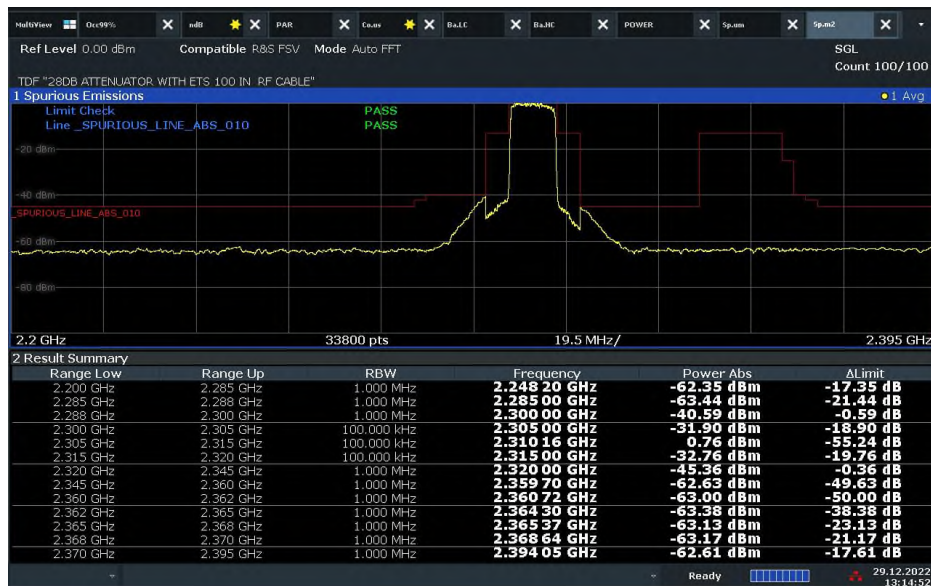 MultiView Occ99% X ndB X PAR X Co.us X Ba.LC X Ba.HC X POWER X Sp.um X Sp.m2 X
Ref Level 0.00 dBm Compatible R&S FSV Mode Auto FFT SGL
Count 100/100
TDF "28DB ATTENUATOR WITH ETS 100 IN RF CABLE"
1 Spurious Emissions 1 Avg
Limit Check PASS
Line _SPURIOUS_LINE_ABS_010 PASS
-20 dBm
-40 dBm
_SPURIOUS_LINE_ABS_010
-60 dBm
-80 dBm
2.2 GHz 33800 pts 19.5 MHz/ 2.395 GHz
2 Result Summary
Range Low Range Up RBW Frequency Power Abs ΔLimit
2.200 GHz 2.285 GHz 1.000 MHz 2.248 20 GHz -62.35 dBm -17.35 dB
2.285 GHz 2.288 GHz 1.000 MHz 2.285 00 GHz -63.44 dBm -21.44 dB
2.288 GHz 2.300 GHz 1.000 MHz 2.300 00 GHz -40.59 dBm -0.59 dB
2.300 GHz 2.305 GHz 100.000 kHz 2.305 00 GHz -31.90 dBm -18.90 dB
2.305 GHz 2.315 GHz 100.000 kHz 2.310 16 GHz 0.76 dBm -55.24 dB
2.315 GHz 2.320 GHz 100.000 kHz 2.315 00 GHz -32.76 dBm -19.76 dB
2.320 GHz 2.345 GHz 1.000 MHz 2.320 00 GHz -45.36 dBm -0.36 dB
2.345 GHz 2.360 GHz 1.000 MHz 2.359 70 GHz -62.63 dBm -49.63 dB
2.360 GHz 2.362 GHz 1.000 MHz 2.360 72 GHz -63.00 dBm -50.00 dB
2.362 GHz 2.365 GHz 1.000 MHz 2.364 30 GHz -63.38 dBm -38.38 dB
2.365 GHz 2.368 GHz 1.000 MHz 2.365 37 GHz -63.13 dBm -23.13 dB
2.368 GHz 2.370 GHz 1.000 MHz 2.368 64 GHz -63.17 dBm -21.17 dB
2.370 GHz 2.395 GHz 1.000 MHz 2.394 05 GHz -62.61 dBm -17.61 dB
Ready 29.12.2022
13:14:52